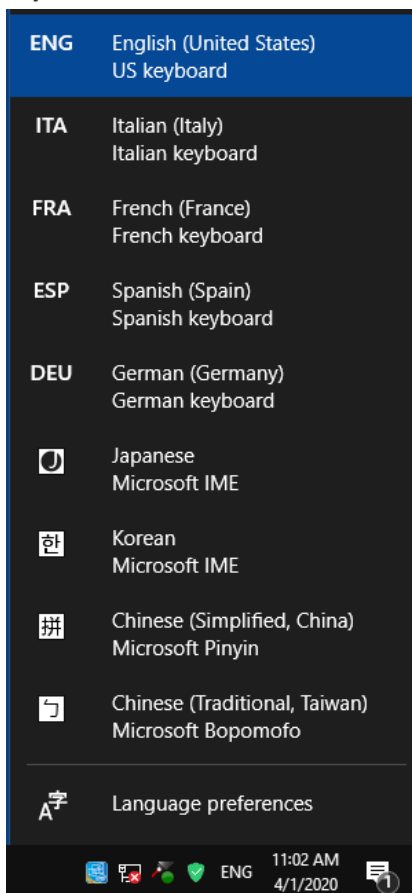 ENG English (United States)
US keyboard
ITA Italian (Italy)
Italian keyboard
FRA French (France)
French keyboard
ESP Spanish (Spain)
Spanish keyboard
DEU German (Germany)
German keyboard
Japanese
Microsoft IME
한 Korean
Microsoft IME
拼 Chinese (Simplified, China)
Microsoft Pinyin
ㄅ Chinese (Traditional, Taiwan)
Microsoft Bopomofo
A字 Language preferences
ENG 11:02 AM
4/1/2020 1